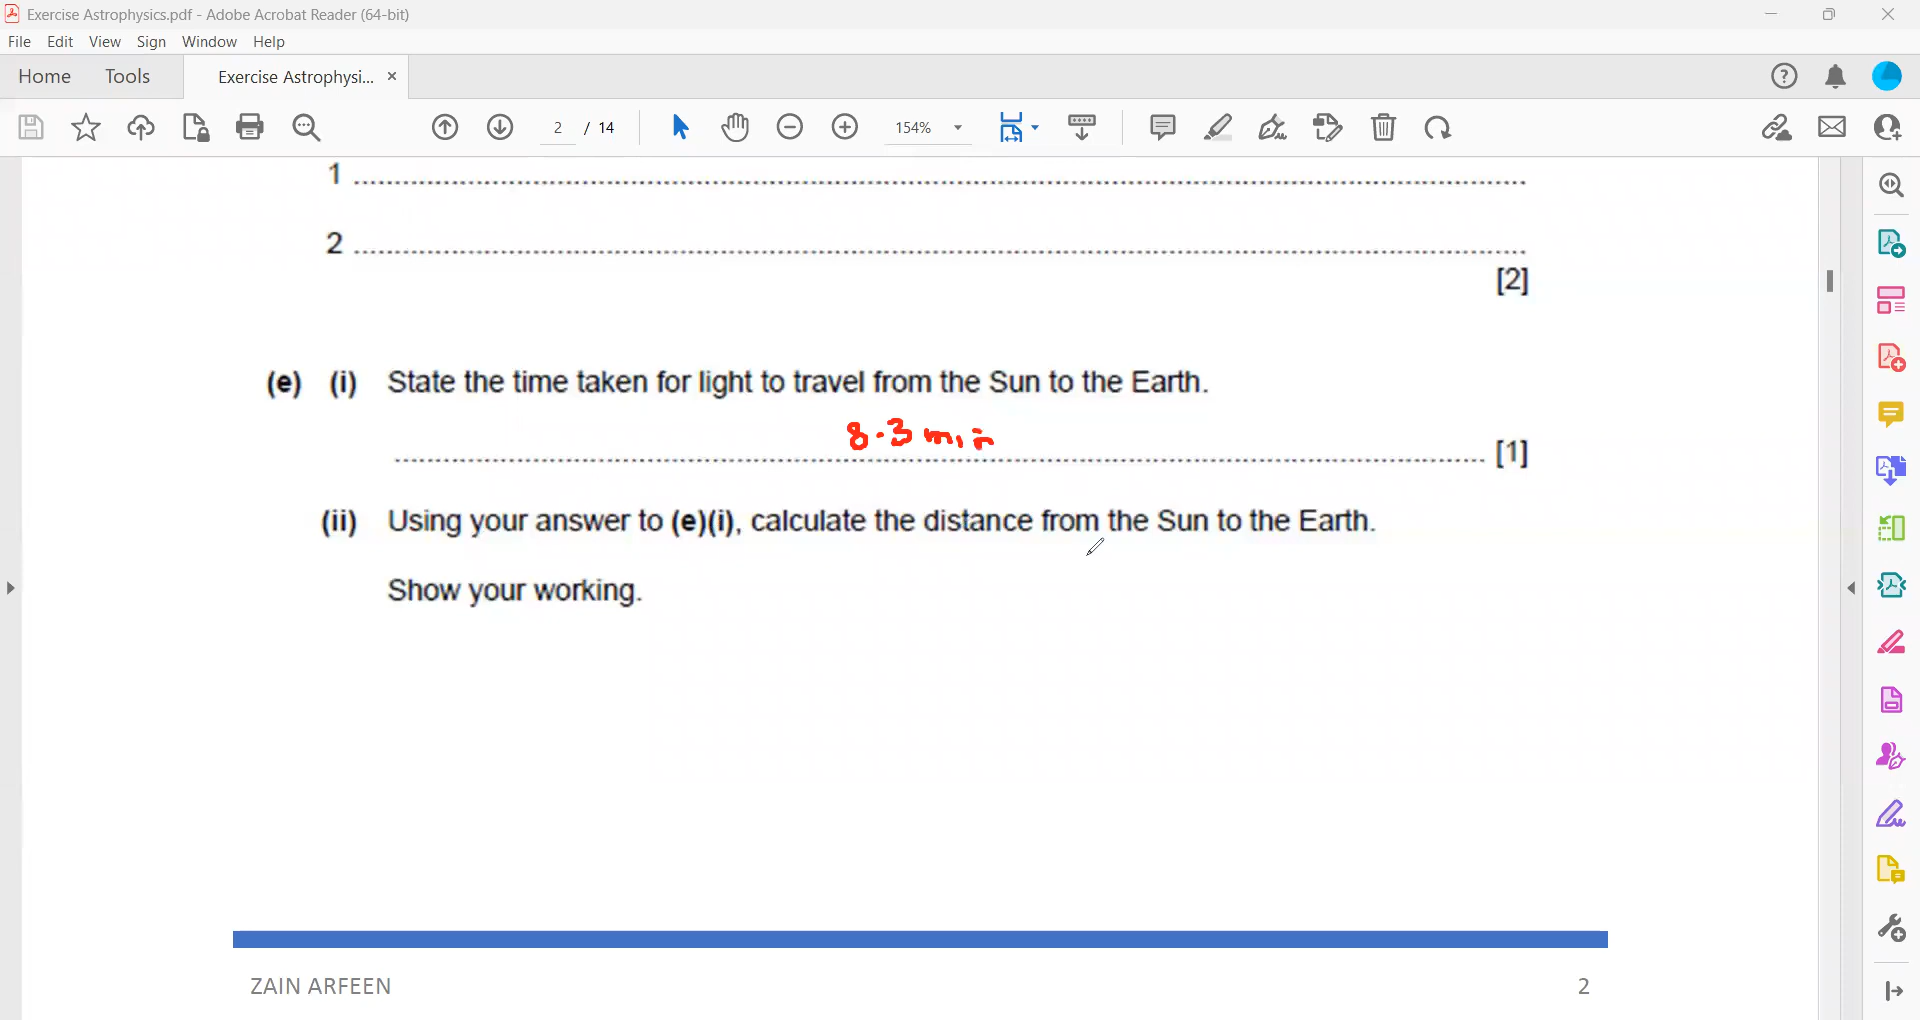 Exercise Astrophysics.pdf - Adobe Acrobat Reader (64-bit)
File Edit View Sign Window Help
Home Tools Exercise Astrophysi... ×
2 / 14 154%
1 ........................................
2 ........................................
[2]
(e) (i) State the time taken for light to travel from the Sun to the Earth.
8.3 min
........................................ [1]
(ii) Using your answer to (e)(i), calculate the distance from the Sun to the Earth.
Show your working.
ZAIN ARFEEN 2